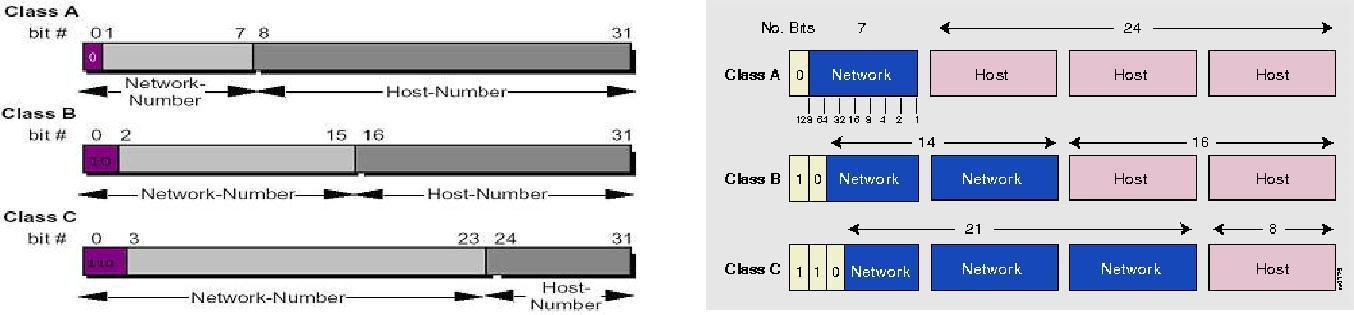 Class A
bit # 0 1 7 8 31
0
Network-
Number
Host-Number
Class B
bit # 0 2 15 16 31
10
Network-Number Host-Number
Class C
bit # 0 3 23 24 31
110
Network-Number
Host-
Number
No. Bits 7 24
Class A 0 Network Host Host Host
128 64 32 16 8 4 2 1
14 16
Class B 1 0 Network Network Host Host
21 8
Class C 1 1 0 Network Network Network Host